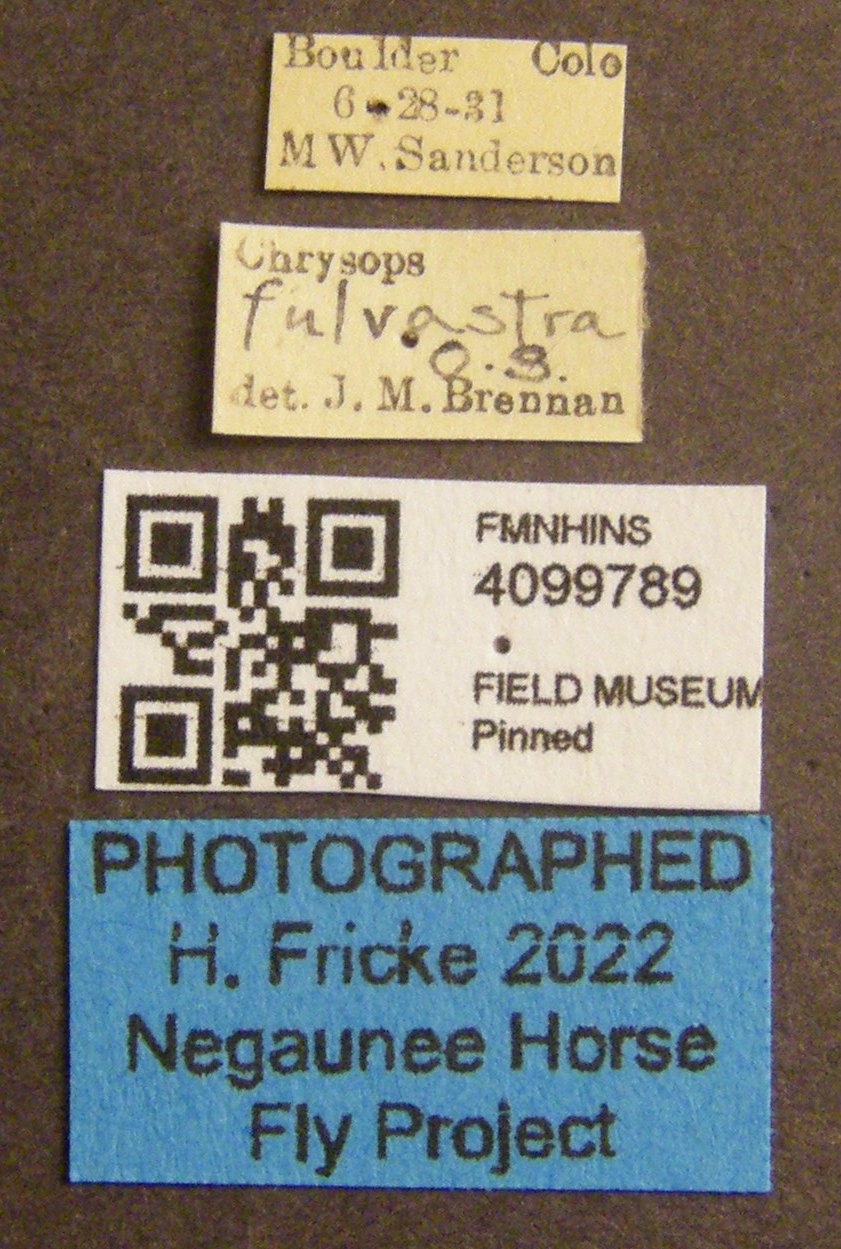 Boulder Colo
6-28-31
M W. Sanderson
Chrysops
fulvastra
O.S.
det. J. M. Brennan
FMNHINS
4099789
FIELD MUSEUM
Pinned
PHOTOGRAPHED
H. Fricke 2022
Negaunee Horse
Fly Project